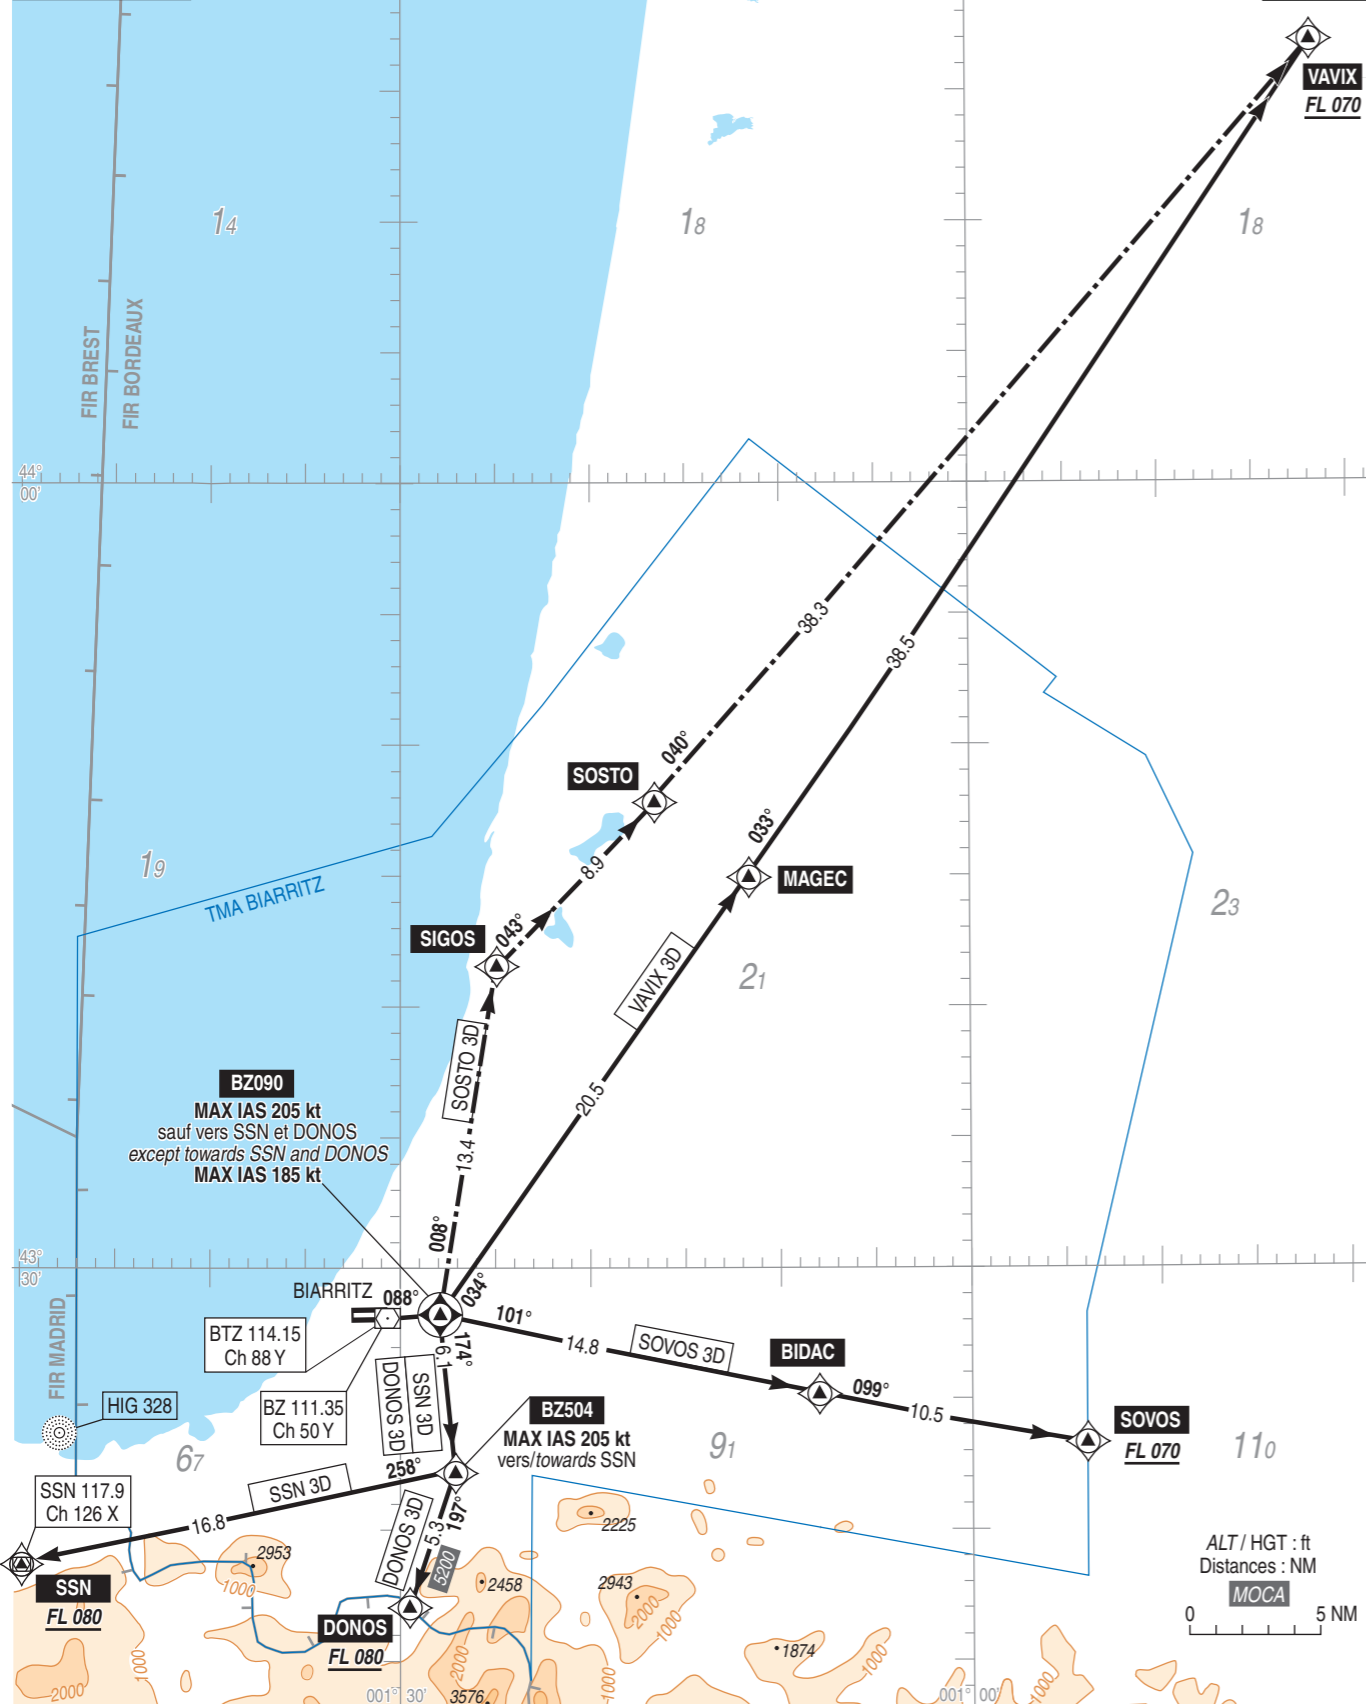 VAVIX
FL 070
14
18
18
FIR BREST
FIR BORDEAUX
44°
00'
38.3
38.5
040°
SOSTO
033°
MAGEC
8.9
19
TMA BIARRITZ
23
SIGOS
043°
VAVIX 3D
21
SOSTO 3D
BZ090
MAX IAS 205 kt
sauf vers SSN et DONOS
except towards SSN and DONOS
MAX IAS 185 kt
20.5
13.4
008°
43°
30'
034°
BIARRITZ
088°
101°
14.8
SOVOS 3D
BIDAC
099°
10.5
SOVOS
FL 070
BTZ 114.15
Ch 88 Y
174°
6.1
FIR MADRID
HIG 328
BZ 111.35
Ch 50 Y
SSN 3D
DONOS 3D
BZ504
MAX IAS 205 kt
vers/towards SSN
67
91
110
258°
SSN 117.9
Ch 126 X
SSN 3D
16.8
197°
DONOS 3D
5.3
5200
2225
2953
1000
2458
2943
2000
1000
ALT / HGT : ft
Distances : NM
MOCA
0
5 NM
SSN
FL 080
DONOS
FL 080
1874
1000
1000
2000
1000
2000
3576
1000
001° 30'
001° 00'